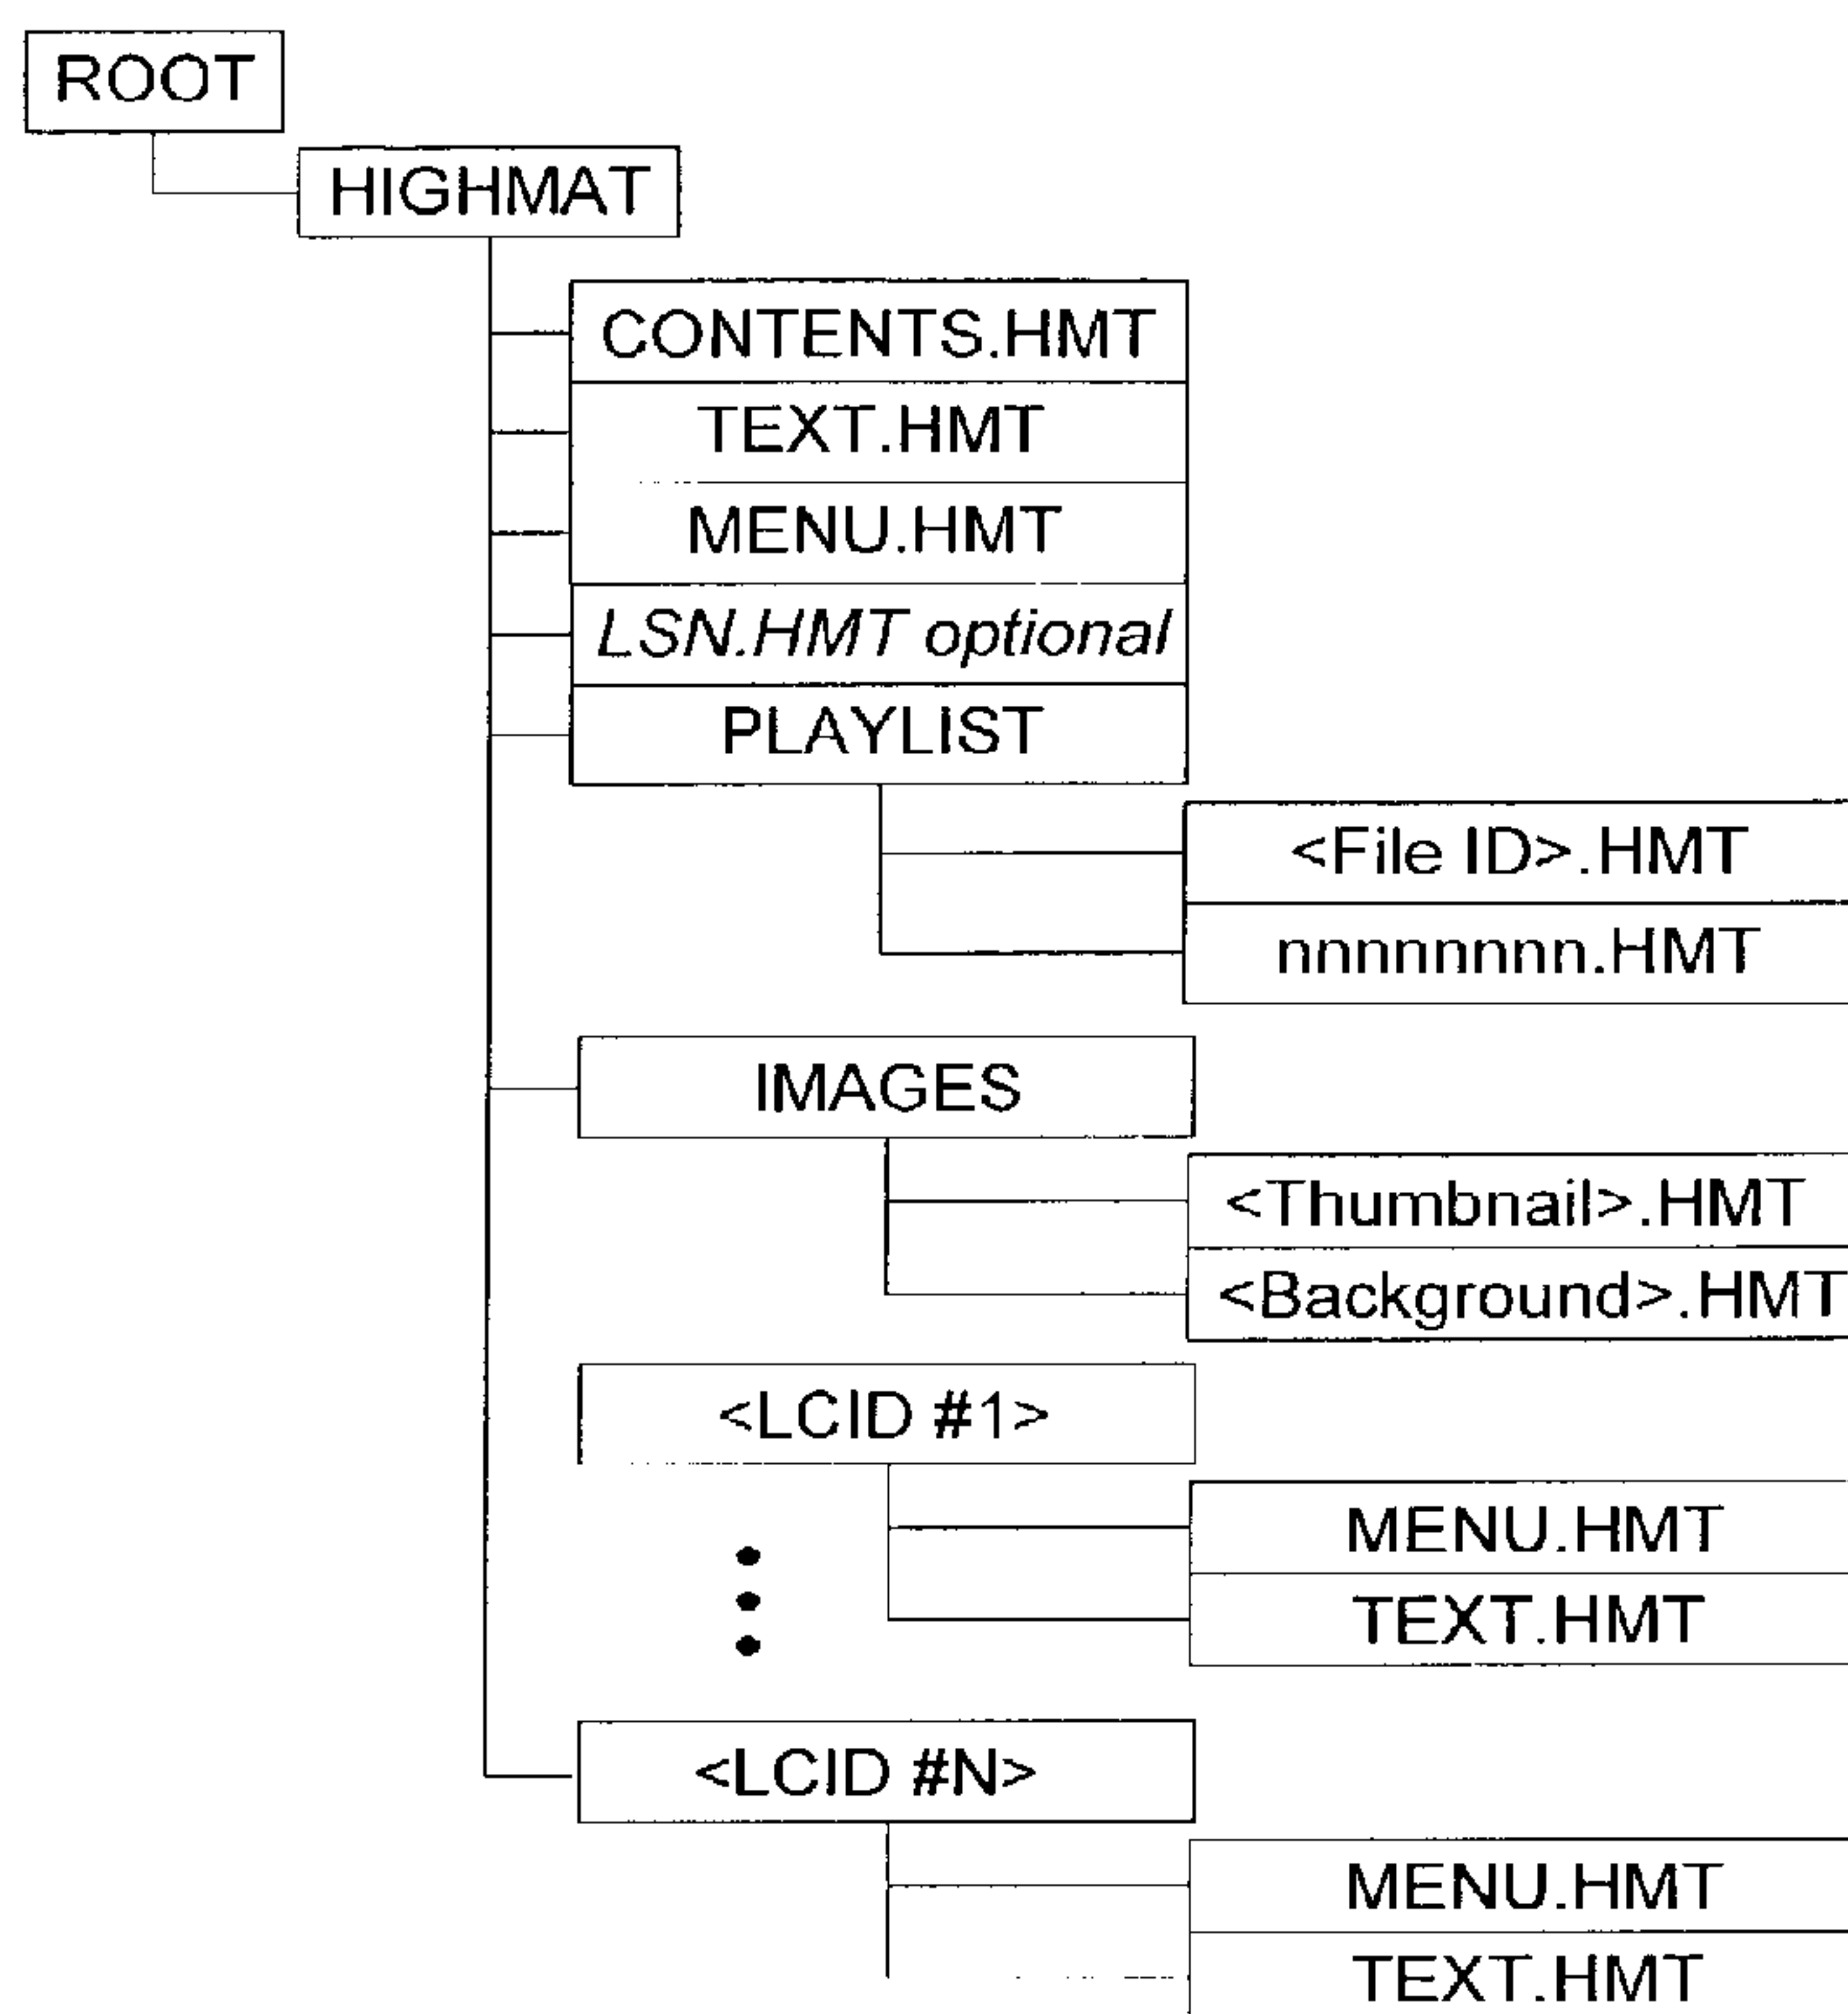 ROOT
HIGHMAT
CONTENTS.HMT
TEXT.HMT
MENU.HMT
LSN.HMT optional
PLAYLIST
<File ID>.HMT
nnnnnnnn.HMT
IMAGES
<Thumbnail>.HMT
<Background>.HMT
<LCID #1>
MENU.HMT
TEXT.HMT
<LCID #N>
MENU.HMT
TEXT.HMT